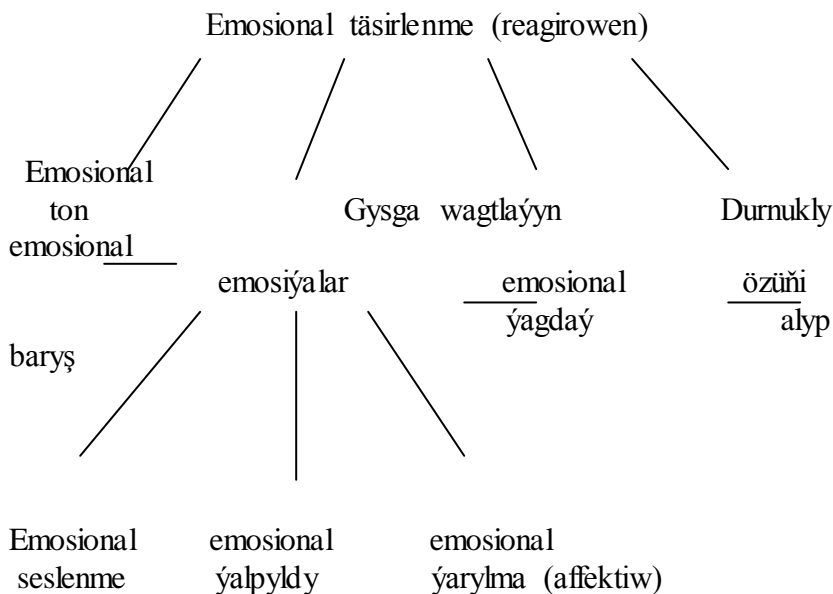 Emosional täsirlenme (reagirowen)
Emosional
ton
Gysga wagtlaýyn
Durnukly
emosional
emosiýalar
emosional
özüňi
ýagdaý
alyp
baryş
Emosional
emosional
emosional
seslenme
ýalpyldy
ýarylma (affektiw)